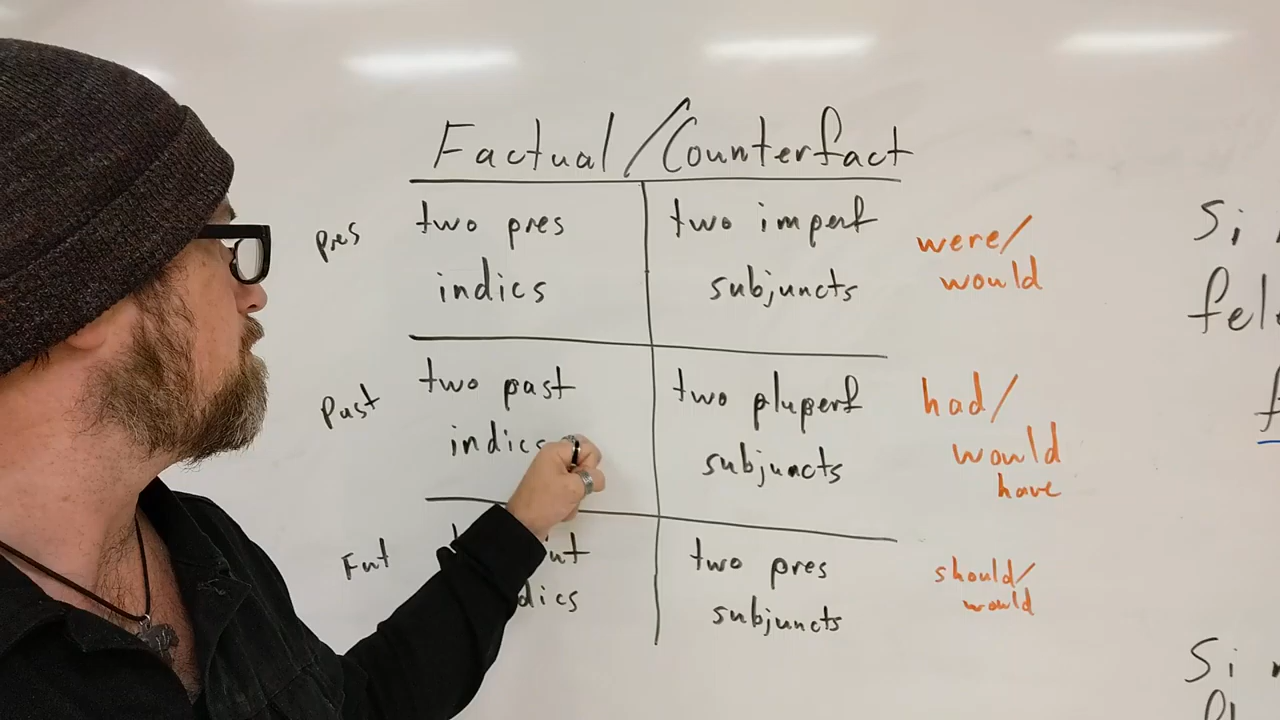 Factual/Counterfact
pres
two pres
indics
two imperf
subjuncts
were/
would
Past
two past
indics
two pluperf
subjuncts
had/
would
have
Fut
two pres
subjuncts
should/
would
Si
Si